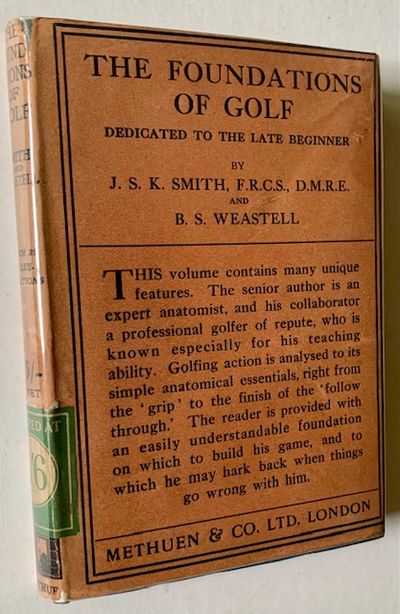 THE FOUNDATIONS
OF GOLF
DEDICATED TO THE LATE BEGINNER
BY
J. S. K. SMITH, F.R.C.S., D.M.R.E.
AND
B. S. WEASTELL
THIS volume contains many unique
features. The senior author is an
expert anatomist, and his collaborator
a professional golfer of repute, who is
known especially for his teaching
ability. Golfing action is analysed to its
simple anatomical essentials, right from
the 'grip' to the finish of the 'follow
through.' The reader is provided with
an easily understandable foundation
on which to build his game, and to
which he may hark back when things
go wrong with him.
METHUEN & CO. LTD. LONDON
OF
NET
AT